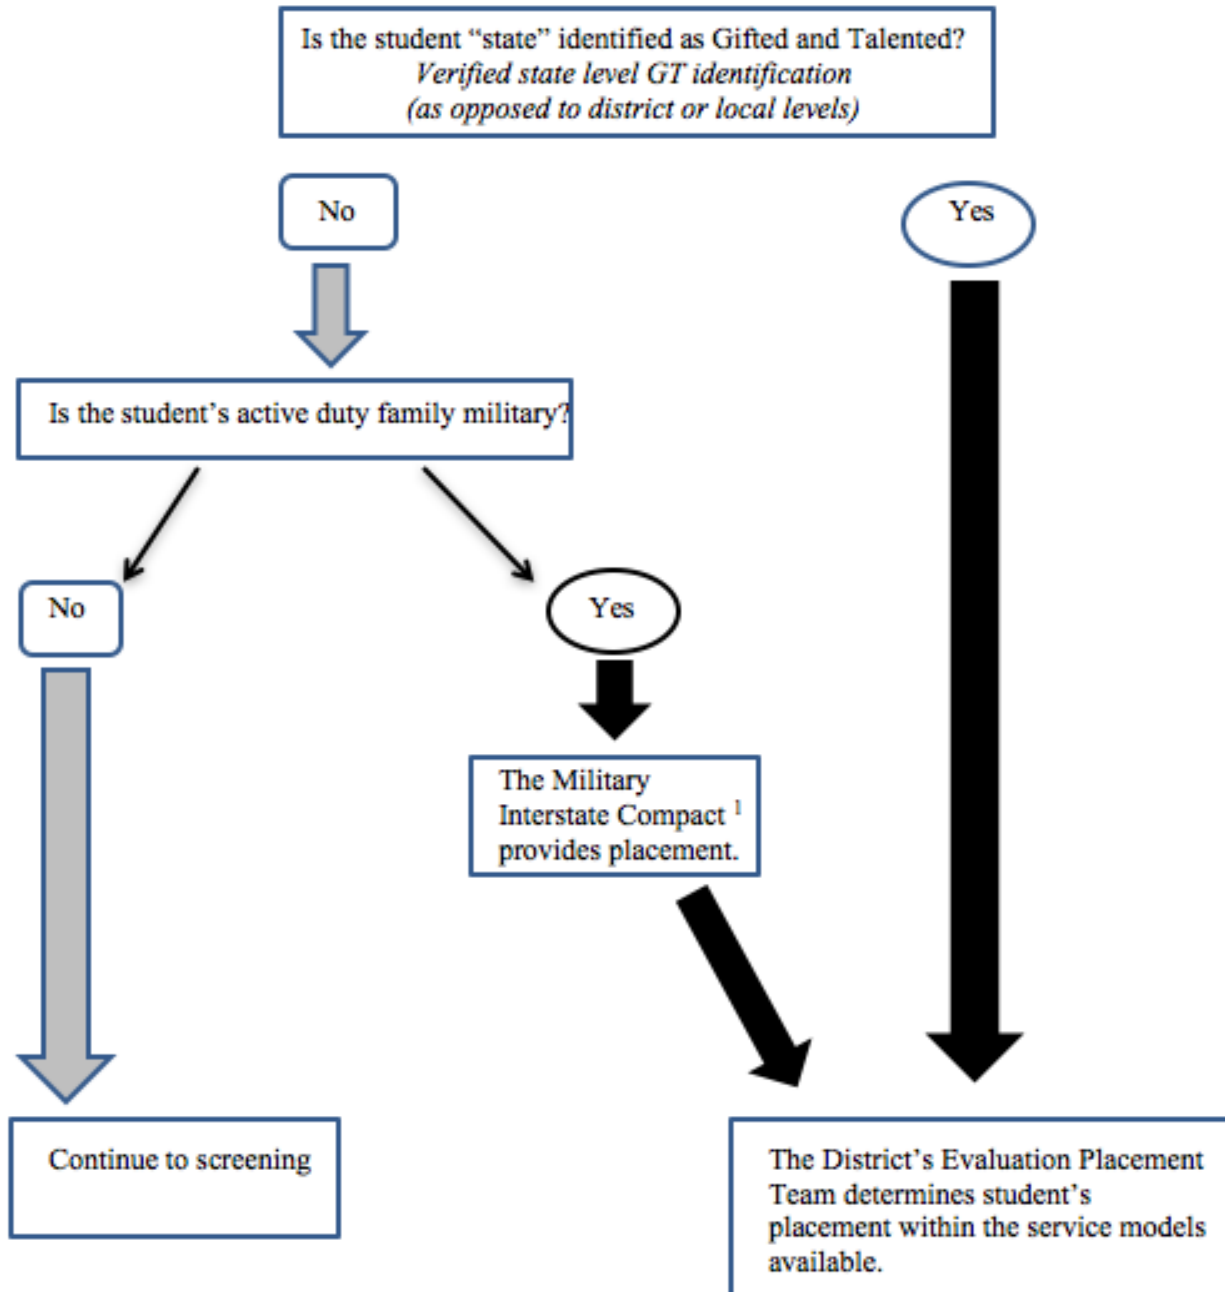 Is the student “state” identified as Gifted and Talented?
Verified state level GT identification
(as opposed to district or local levels)
No
Yes
Is the student’s active duty family military?
No
Yes
The Military
Interstate Compact ¹
provides placement.
Continue to screening
The District’s Evaluation Placement
Team determines student’s
placement within the service models
available.